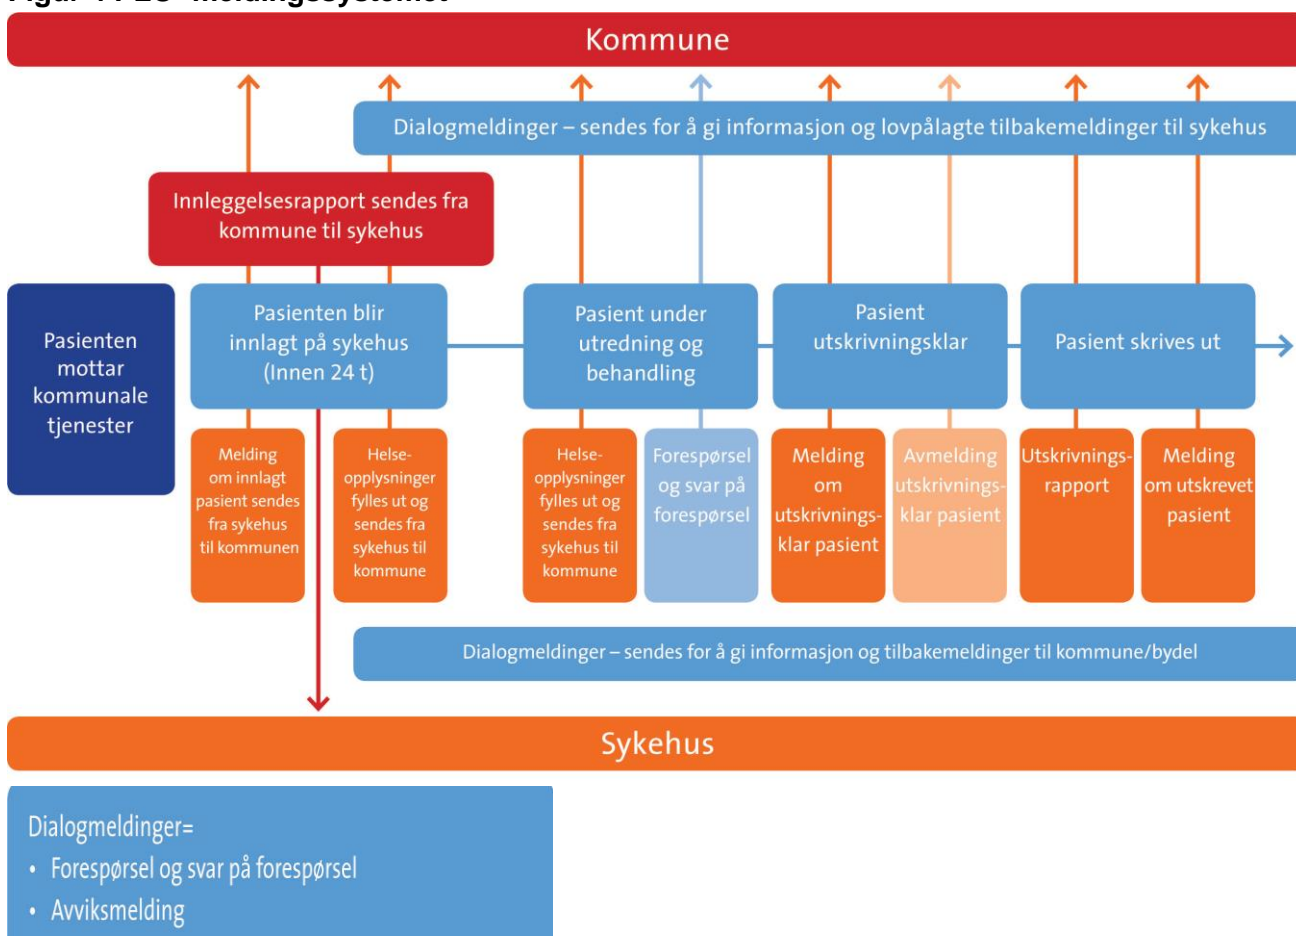 Kommune
Dialogmeldinger – sendes for å gi informasjon og lovpålagte tilbakemeldinger til sykehus
Innleggelsesrapport sendes fra
kommune til sykehus
Pasienten
mottar
kommunale
tjenester
Pasienten blir
innlagt på sykehus
(Innen 24 t)
Pasient under
utredning og
behandling
Pasient
utskrivningsklar
Pasient skrives ut
Melding
om innlagt
pasient sendes
fra sykehus
til kommunen
Helse-
opplysninger
fylles ut og
sendes fra
sykehus til
kommune
Helse-
opplysninger
fylles ut og
sendes fra
sykehus til
kommune
Forespørsel
og svar på
forespørsel
Melding
om
utskrivnings-
klar pasient
Avmelding
utskrivnings-
klar pasient
Utskrivnings-
rapport
Melding
om utskrevet
pasient
Dialogmeldinger – sendes for å gi informasjon og tilbakemeldinger til kommune/bydel
Sykehus
Dialogmeldinger=
• Forespørsel og svar på forespørsel
• Avviksmelding